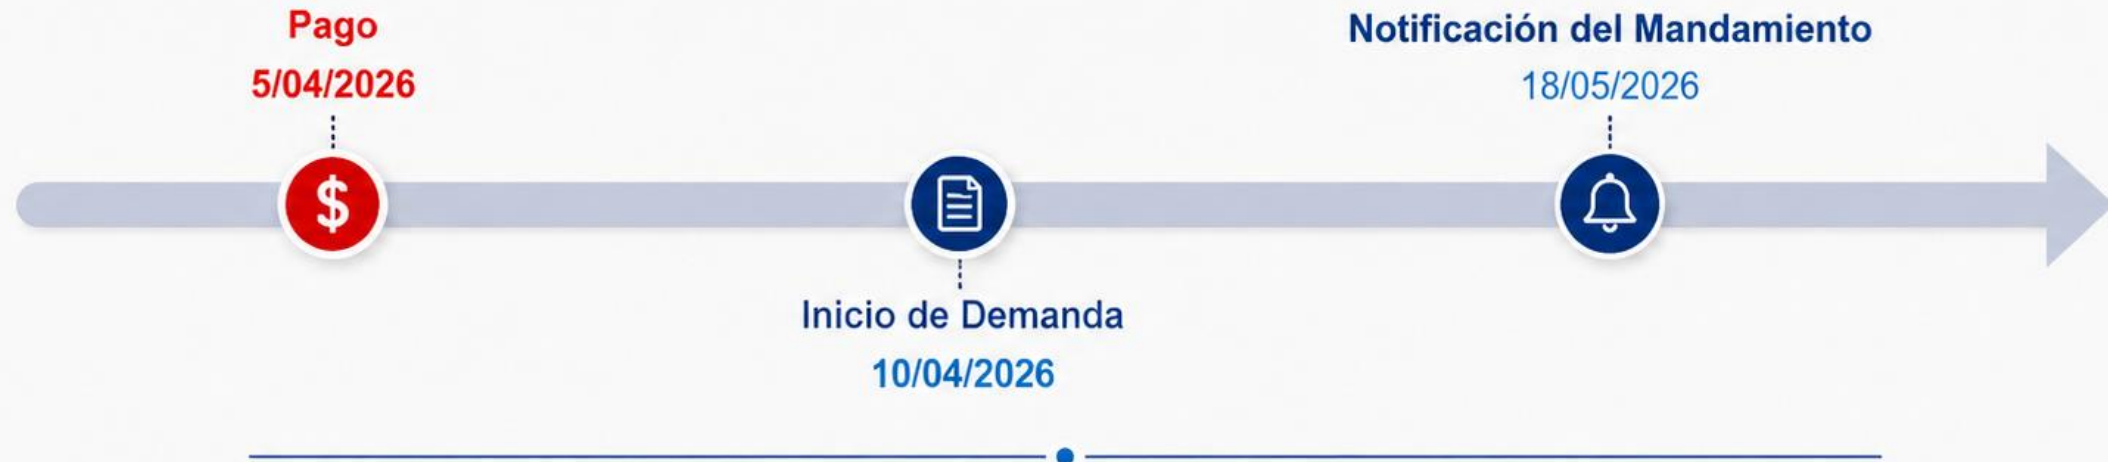 Pago
5/04/2026
Inicio de Demanda
10/04/2026
Notificación del Mandamiento
18/05/2026